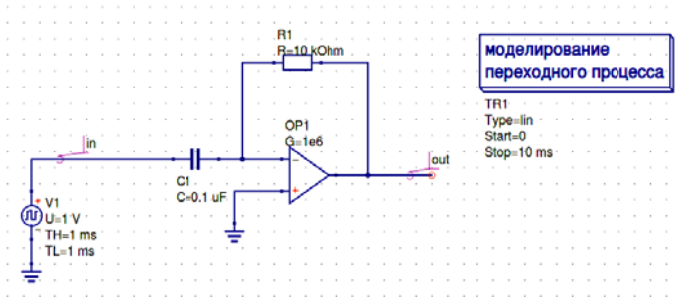 R1
R=10 kOhm
моделирование
переходного процесса
TR1
Type=lin
Start=0
Stop=10 ms
OP1
G=1e6
in
out
C1
C=0.1 uF
V1
U=1 V
TH=1 ms
TL=1 ms